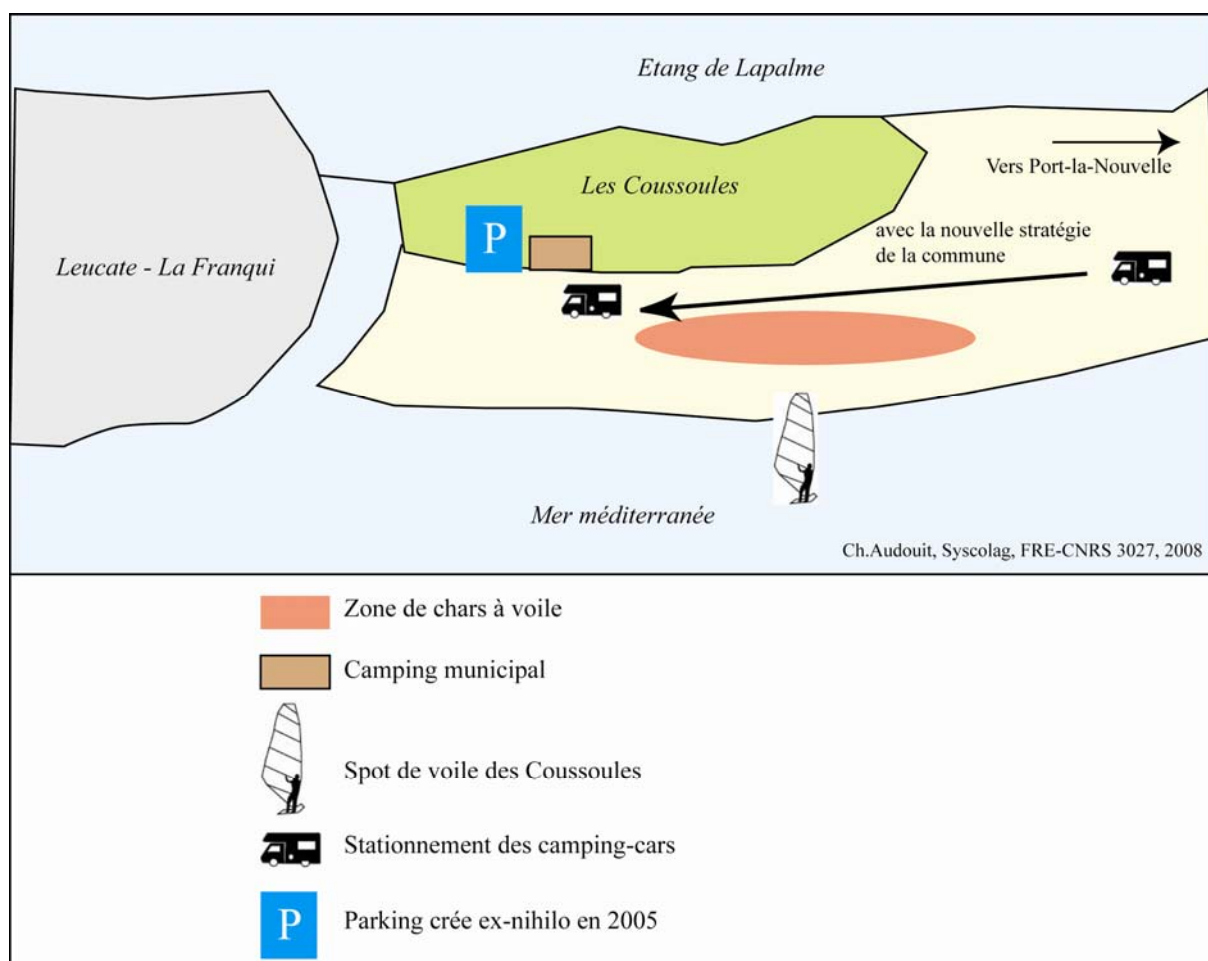 Etang de Lapalme
Vers Port-la-Nouvelle
Les Coussoules
P
avec la nouvelle stratégie
de la commune
Leucate - La Franqui
Mer méditerranée
Ch.Audouit, Syscolag, FRE-CNRS 3027, 2008
Zone de chars à voile
Camping municipal
Spot de voile des Coussoules
Stationnement des camping-cars
P
Parking crée ex-nihilo en 2005